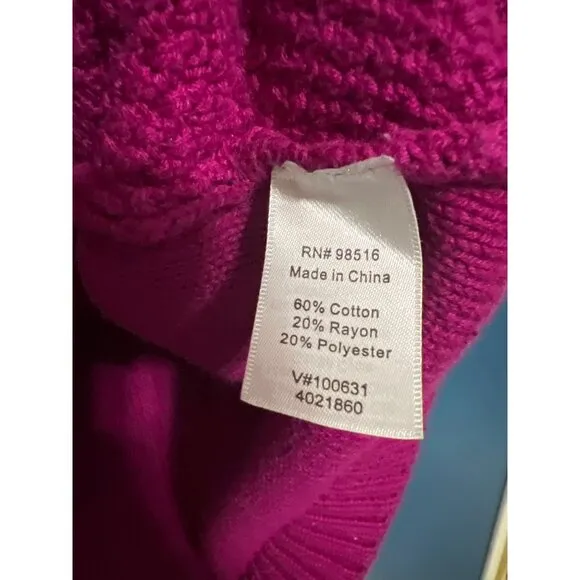 RN# 98516
Made in China
60% Cotton
20% Rayon
20% Polyester
V#100631
4021860